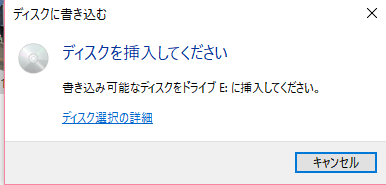 ディスクに書き込む
ディスクを挿入してください
書き込み可能なディスクをドライブ E: に挿入してください。
ディスク選択の詳細
キャンセル